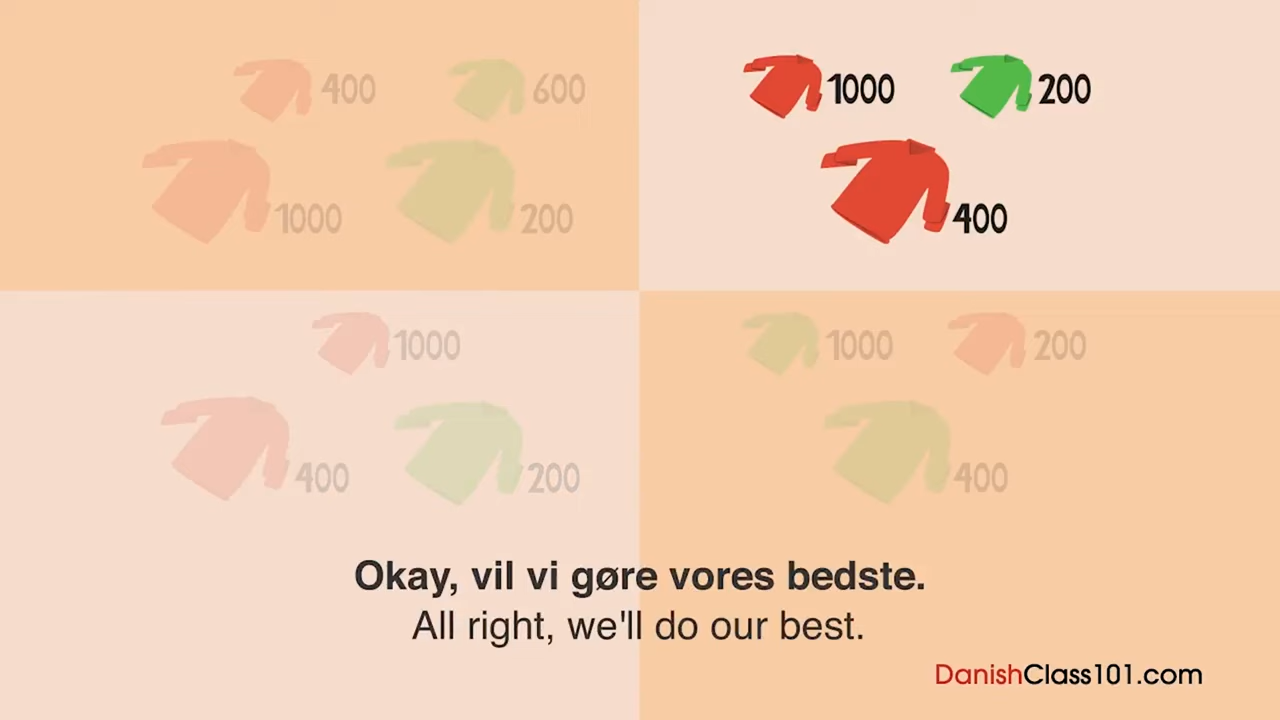 400 600
1000 200
1000 200
400
1000
400 200
1000 200
400
Okay, vil vi gøre vores bedste.
All right, we'll do our best.
DanishClass101.com